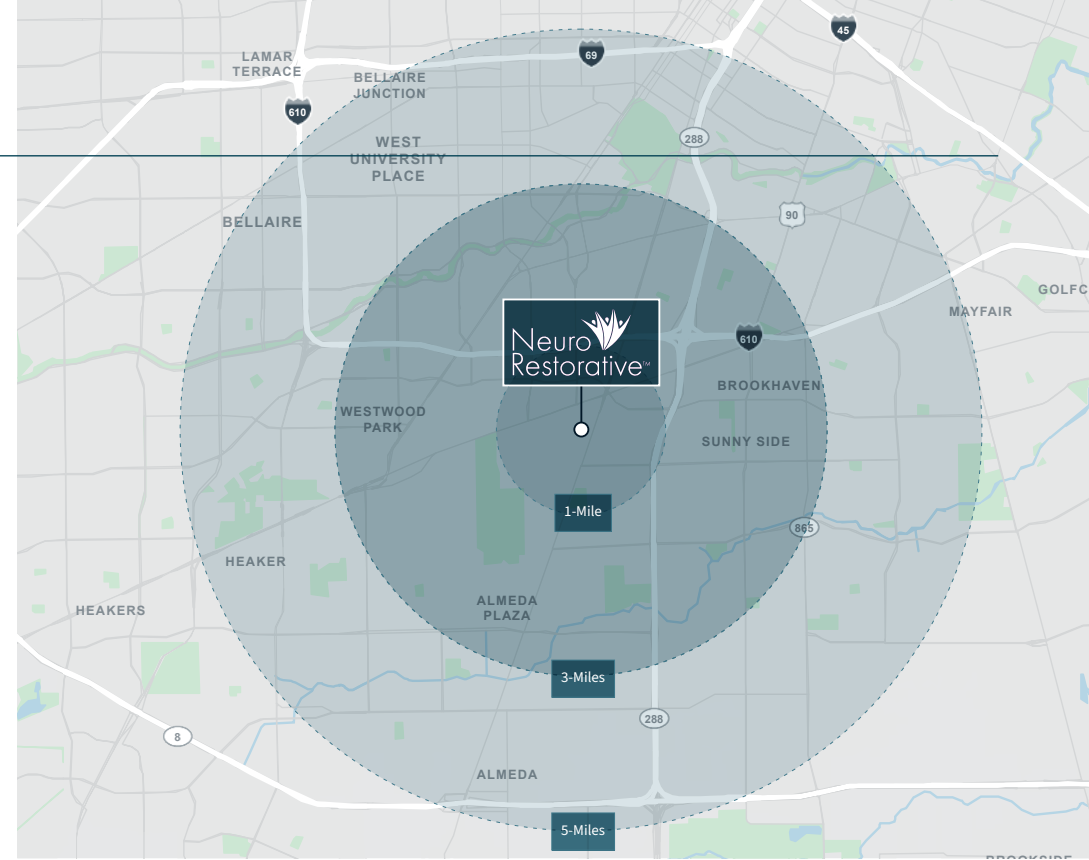 45
69
LAMAR
TERRACE
BELLAIRE
JUNCTION
610
288
WEST
UNIVERSITY
PLACE
90
BELLAIRE
GOLFC
MAYFAIR
Neuro
Restorative™
610
BROOKHAVEN
WESTWOOD
PARK
SUNNY SIDE
1-Mile
865
HEAKER
HEAKERS
ALMEDA
PLAZA
3-Miles
288
8
ALMEDA
5-Miles
BROOKSIDE